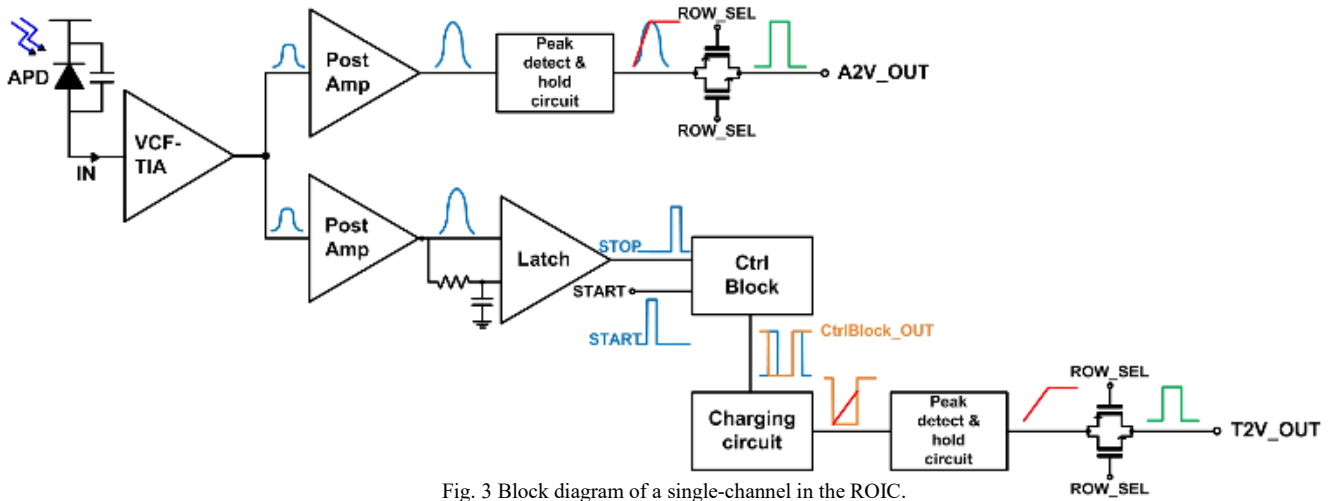 ROW_SEL
Post
Amp
Peak
detect &
hold
circuit
A2V_OUT
APD
ROW_SEL
VCF-
TIA
IN
Post
Amp
Latch
STOP
Ctrl
Block
START
START
CtrlBlock_OUT
ROW_SEL
Charging
circuit
Peak
detect &
hold
circuit
T2V_OUT
ROW_SEL
Fig. 3 Block diagram of a single-channel in the ROIC.